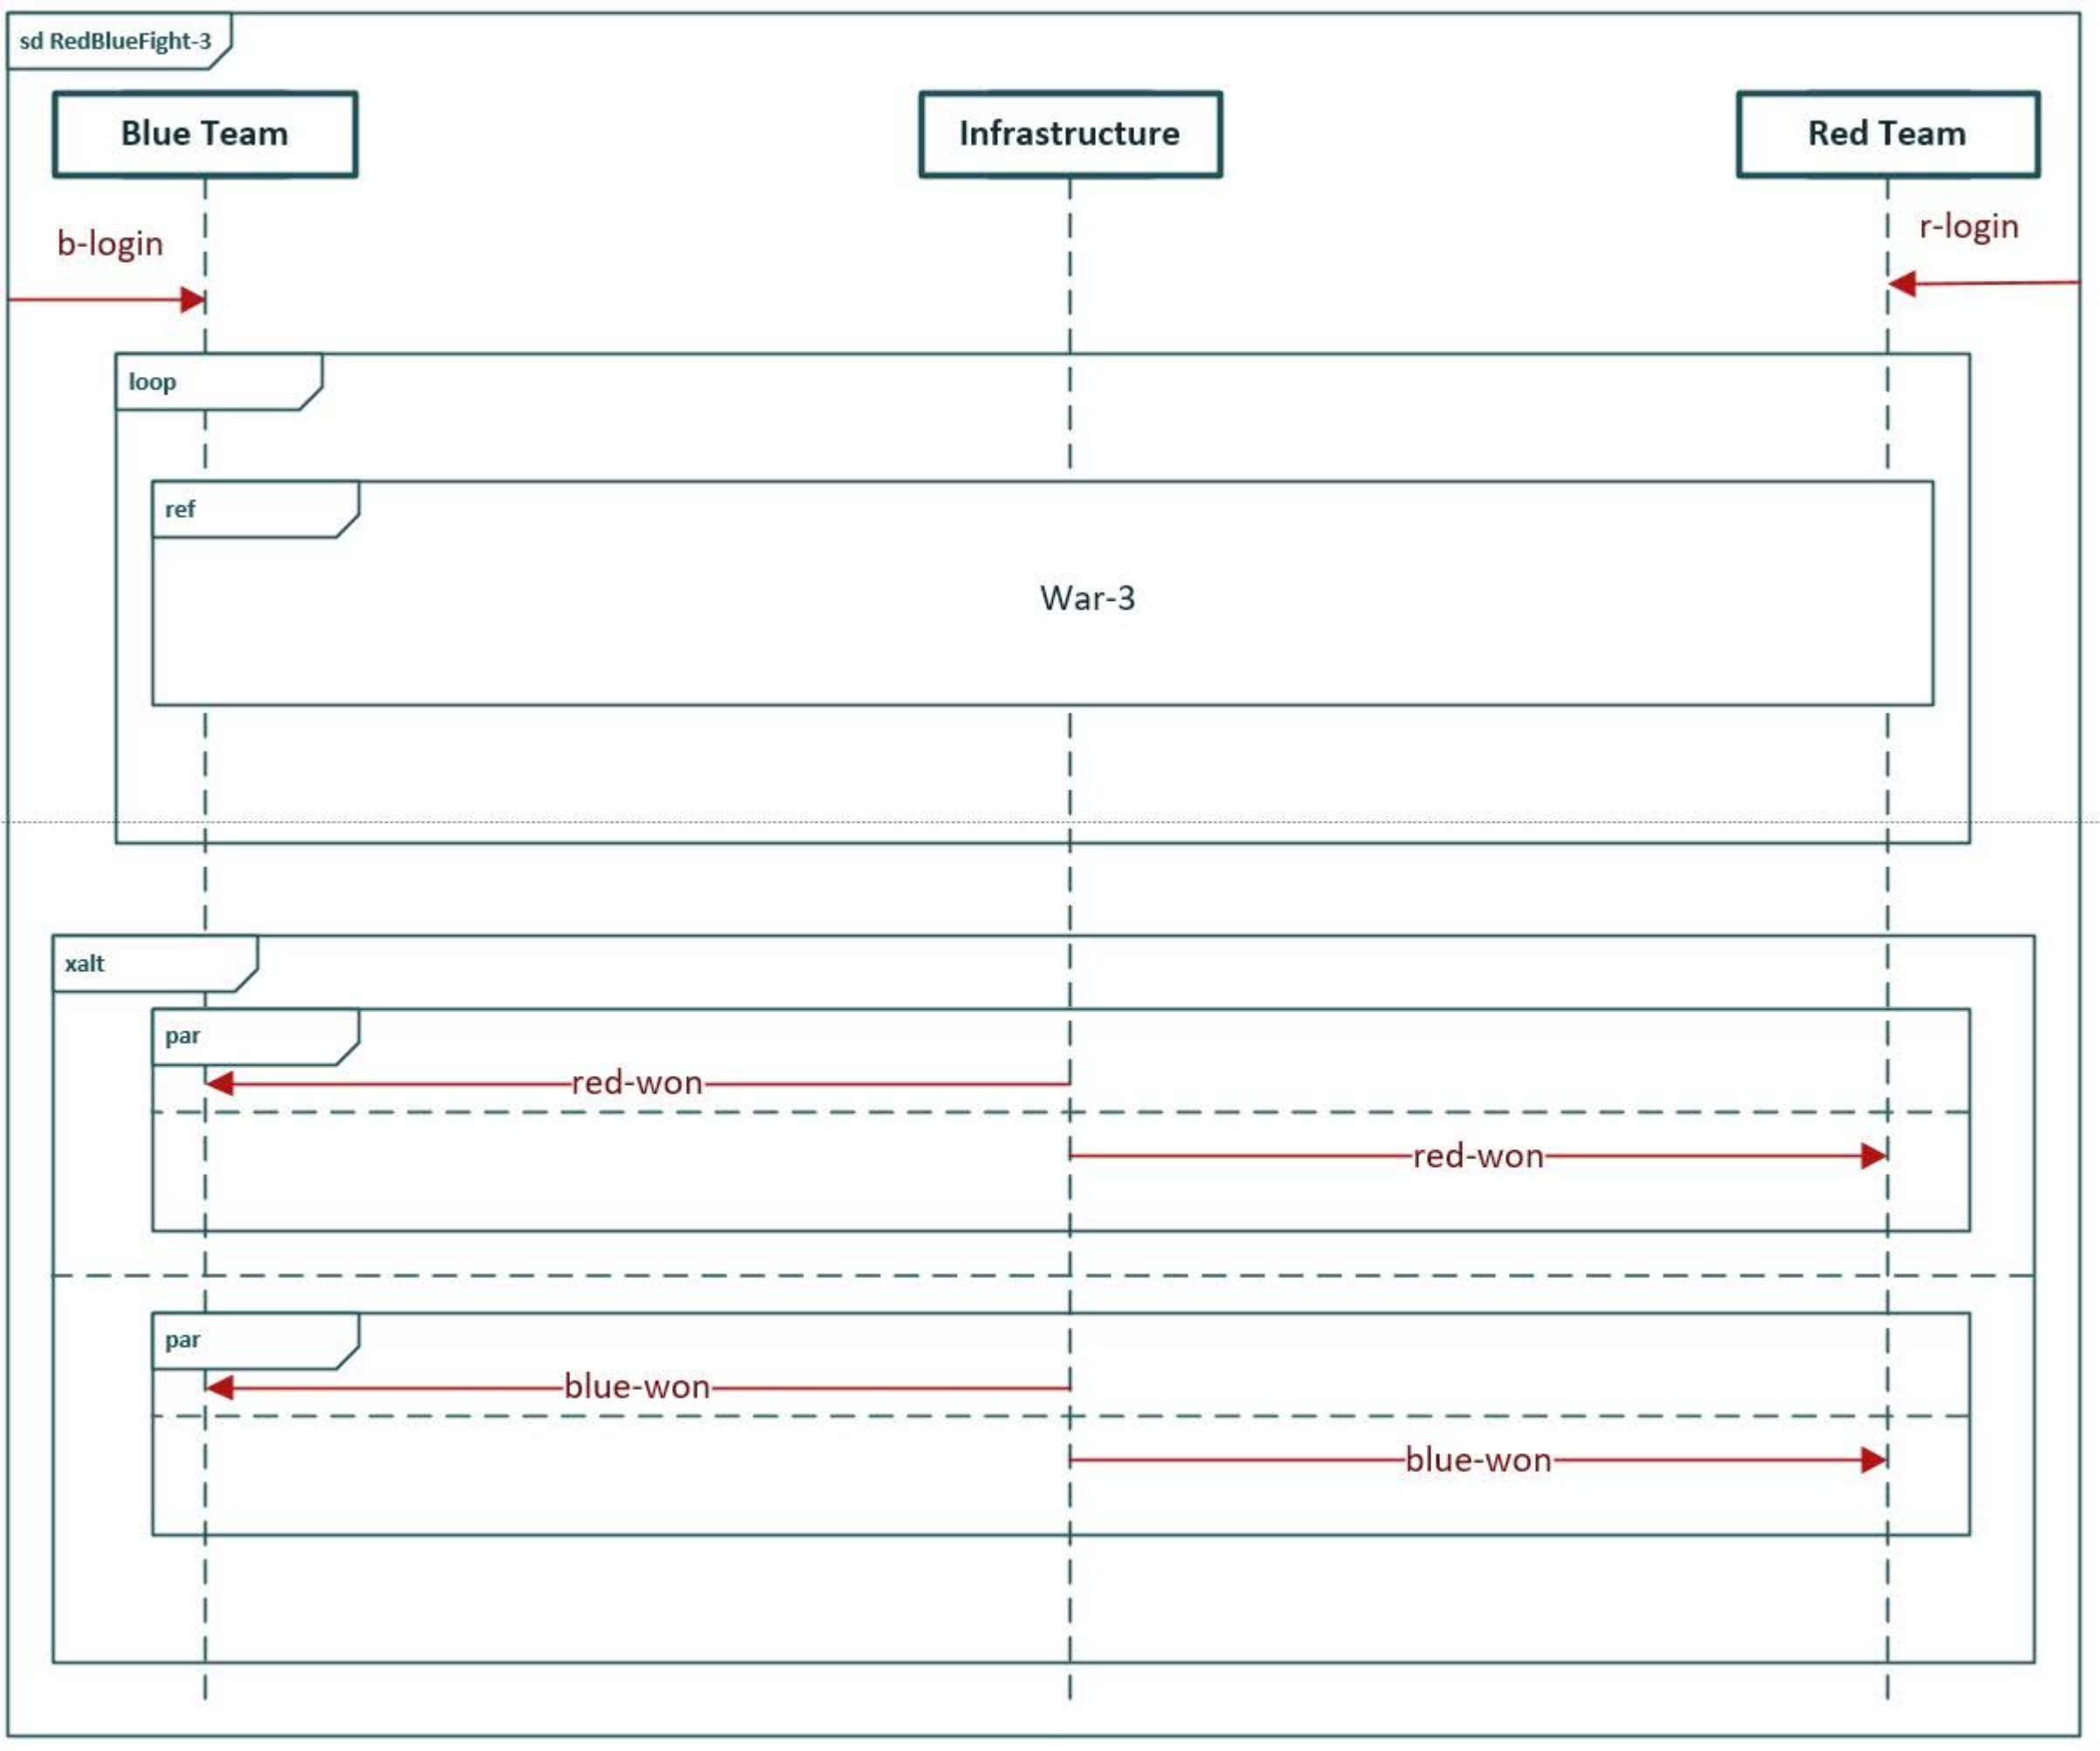 sd RedBlueFight-3
Blue Team
Infrastructure
Red Team
b-login
r-login
loop
ref
War-3
xalt
par
red-won
red-won
par
blue-won
blue-won